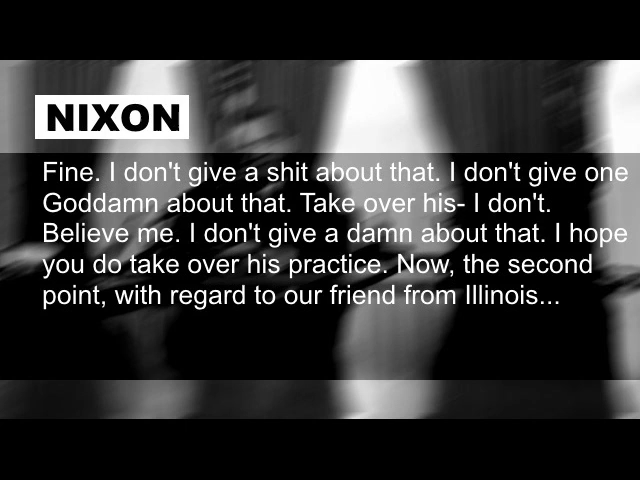 NIXON
Fine. I don't give a shit about that. I don't give one
Goddamn about that. Take over his- I don't.
Believe me. I don't give a damn about that. I hope
you do take over his practice. Now, the second
point, with regard to our friend from Illinois...